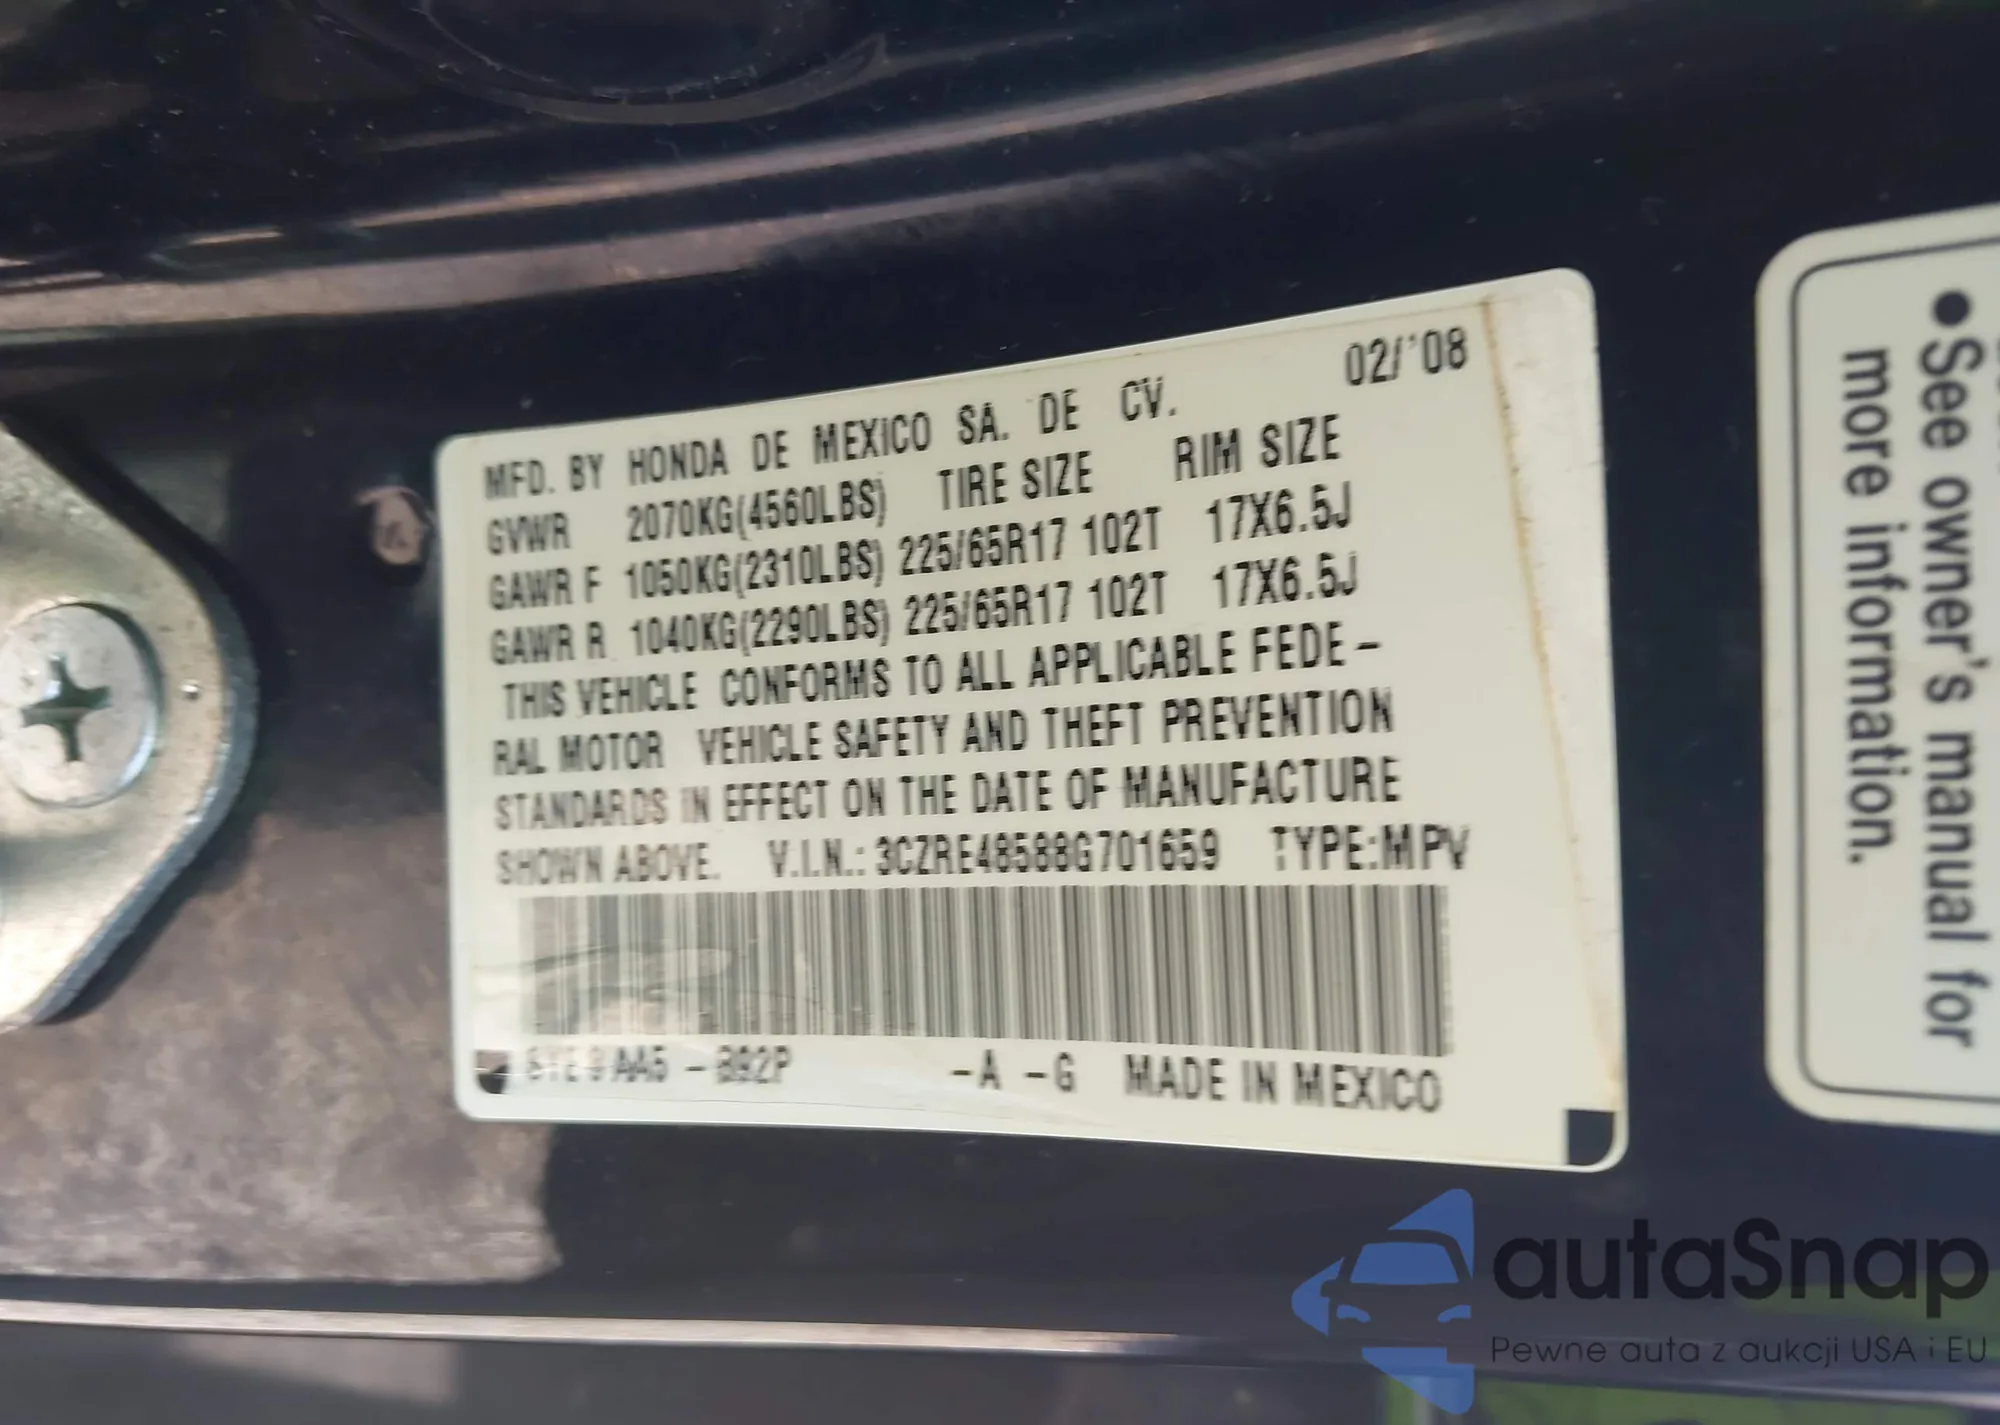 02/'08
MFD. BY HONDA DE MEXICO SA. DE CV.
GVWR 2070KG(4560LBS) TIRE SIZE RIM SIZE
GAWR F 1050KG(2310LBS) 225/65R17 102T 17X6.5J
GAWR R 1040KG(2290LBS) 225/65R17 102T 17X6.5J
THIS VEHICLE CONFORMS TO ALL APPLICABLE FEDE-
RAL MOTOR VEHICLE SAFETY AND THEFT PREVENTION
STANDARDS IN EFFECT ON THE DATE OF MANUFACTURE
SHOWN ABOVE. V.I.N.: 3CZRE48588G701659 TYPE:MPV
-A -G MADE IN MEXICO
●See owner's manual for
more information.
autaSnap
Pewne auta z aukcji USA i EU